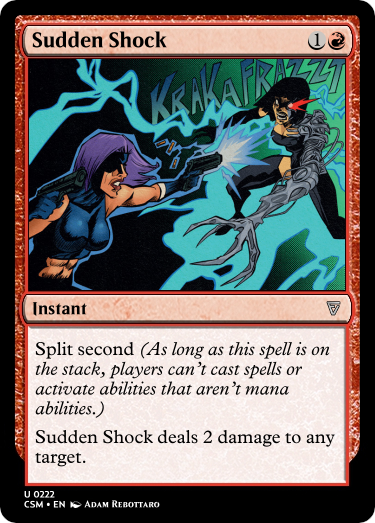 Sudden Shock 1
KRAKAFRAZZZT
Instant
Split second (As long as this spell is on
the stack, players can't cast spells or
activate abilities that aren't mana
abilities.)
Sudden Shock deals 2 damage to any
target.
U 0222
CSM • EN Adam Rebottaro